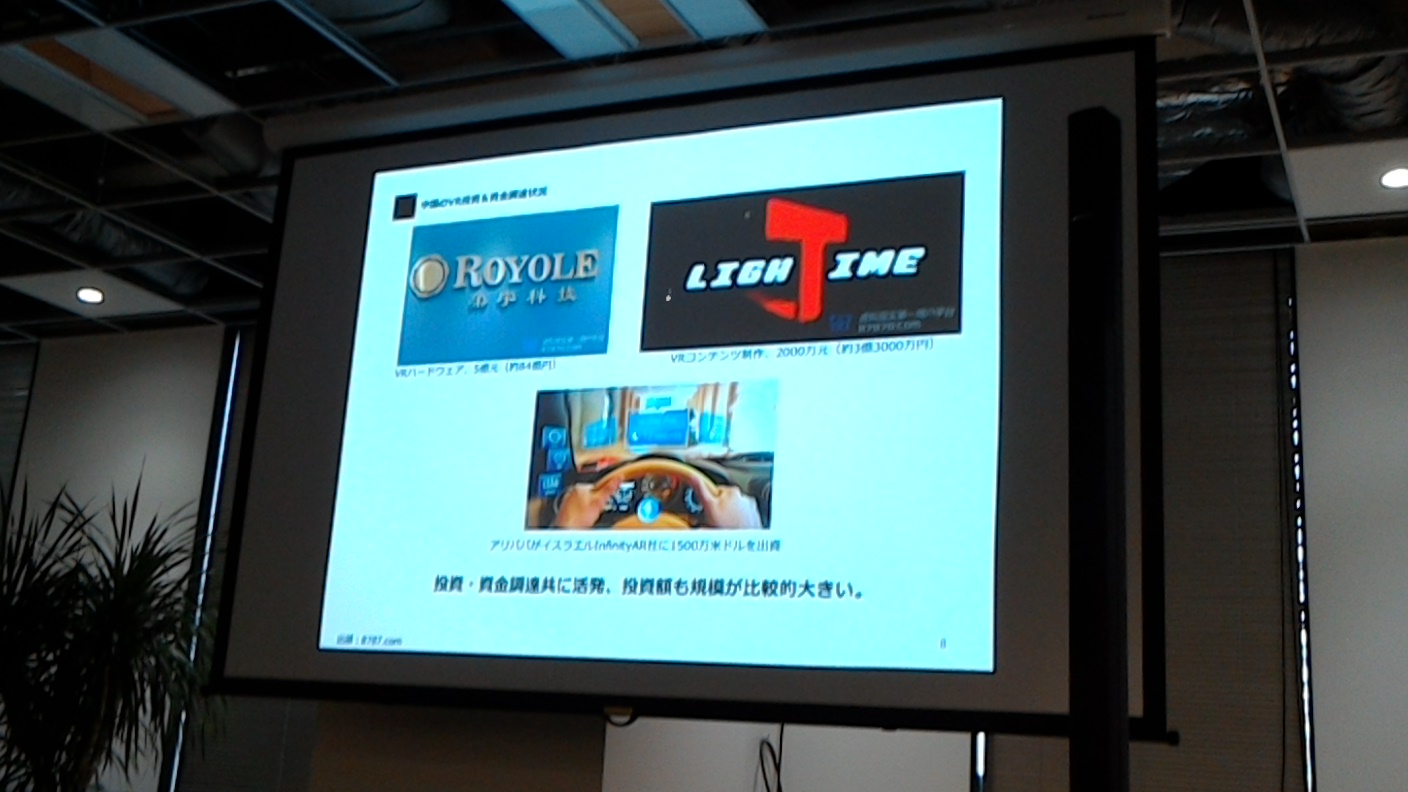 中国のVR投資&資金調達状況
ROYOLE
柔宇科技
LIGH T IME
87870.com
VRハードウェア、5億元(約84億円)
VRコンテンツ制作、2000万元(約3億3000万円)
アリババがイスラエルInfinityAR社に1500万米ドルを出資
投資・資金調達共に活発、投資額も規模が比較的大きい。
8